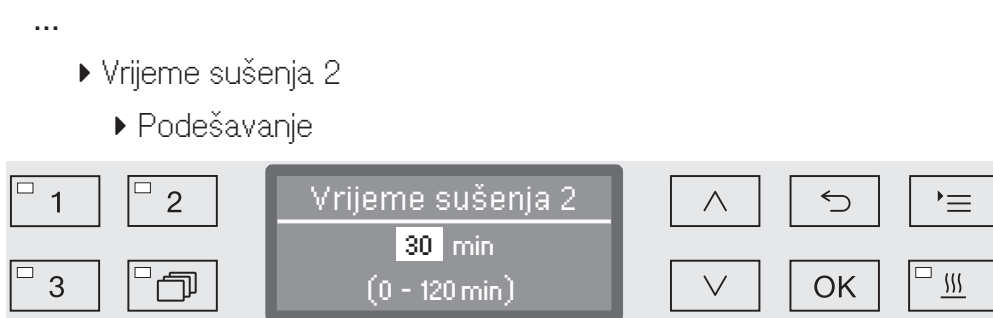 ...
Vrijeme sušenja 2
Podešavanje
1 2 Vrijeme sušenja 2
30 min
3 (0 - 120 min) OK